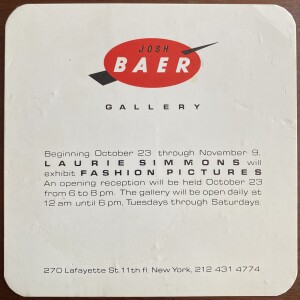 JOSH
BAER
GALLERY
Beginning October 23 through November 9,
LAURIE SIMMONS will
exhibit FASHION PICTURES
An opening reception will be held October 23
from 6 to 8 pm. The gallery will be open daily at
12 am until 6 pm, Tuesdays through Saturdays.
270 Lafayette St. 11th fl. New York, 212 431 4774